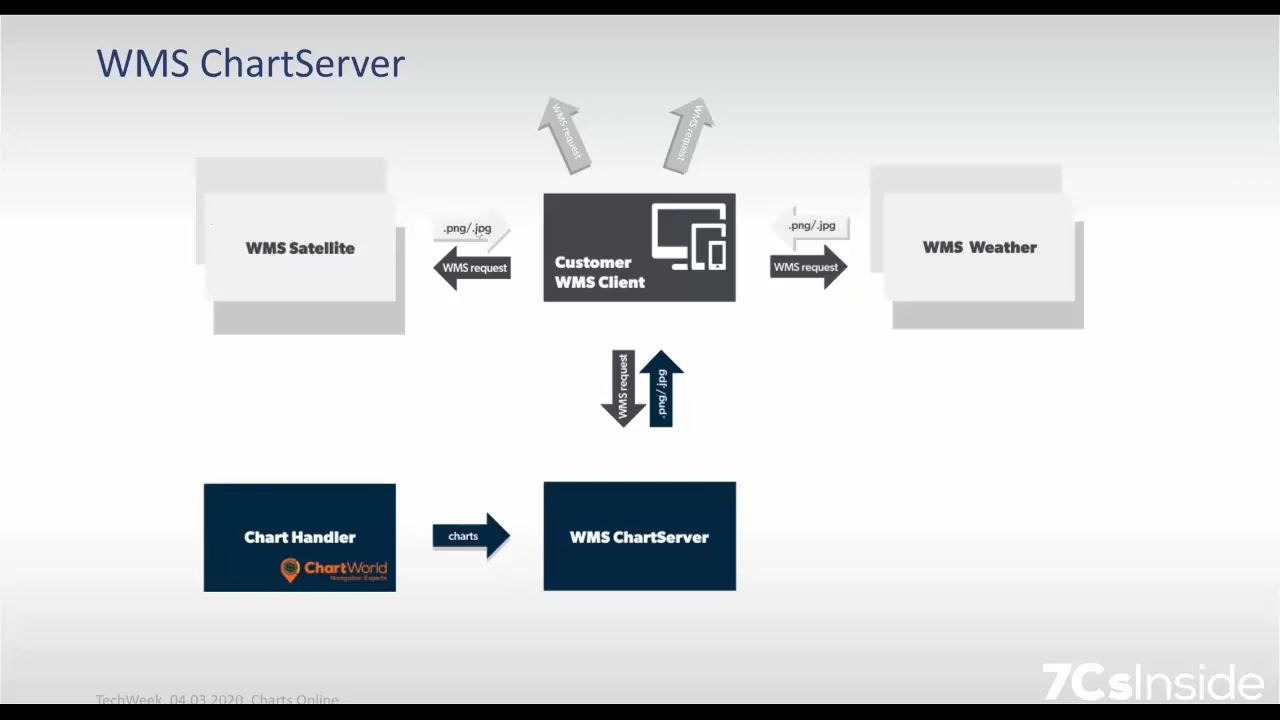 WMS ChartServer
WMS request
WMS request
WMS Satellite
.png/.jpg
WMS request
Customer
WMS Client
.png/.jpg
WMS request
WMS Weather
WMS request
.png/.jpg
Chart Handler
ChartWorld
Navigation Experts
charts
WMS ChartServer
7CsInside
TechWeek, 04.03.2020, Charts Online